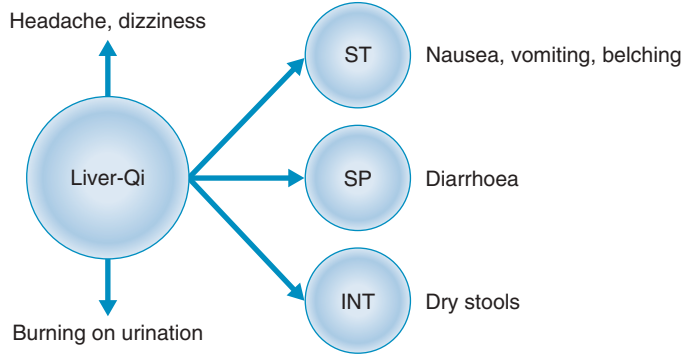 Headache, dizziness
ST
Nausea, vomiting, belching
Liver-Qi
SP
Diarrhoea
INT
Dry stools
Burning on urination